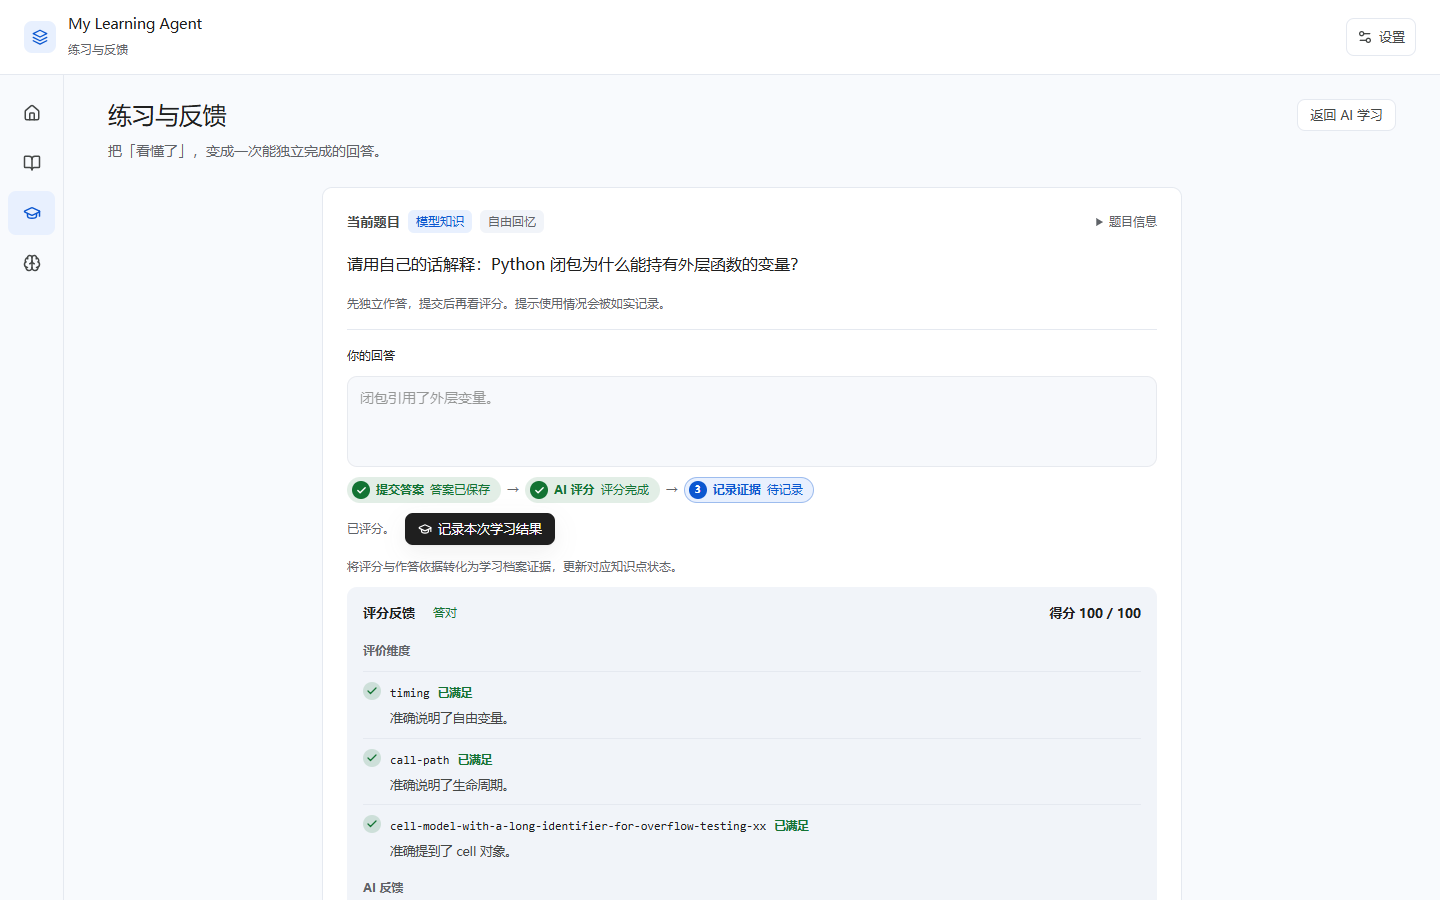 My Learning Agent
练习与反馈
设置
练习与反馈
返回 AI 学习
把「看懂了」，变成一次能独立完成的回答。
当前题目 模型知识 自由回忆
题目信息
请用自己的话解释：Python 闭包为什么能持有外层函数的变量？
先独立作答，提交后再看评分。提示使用情况会被如实记录。
你的回答
闭包引用了外层变量。
提交答案 答案已保存 → AI 评分 评分完成 → 3 记录证据 待记录
已评分。 记录本次学习结果
将评分与作答依据转化为学习档案证据，更新对应知识点状态。
评分反馈 答对 得分 100 / 100
评价维度
timing 已满足
准确说明了自由变量。
call-path 已满足
准确说明了生命周期。
cell-model-with-a-long-identifier-for-overflow-testing-xx 已满足
准确提到了 cell 对象。
AI 反馈